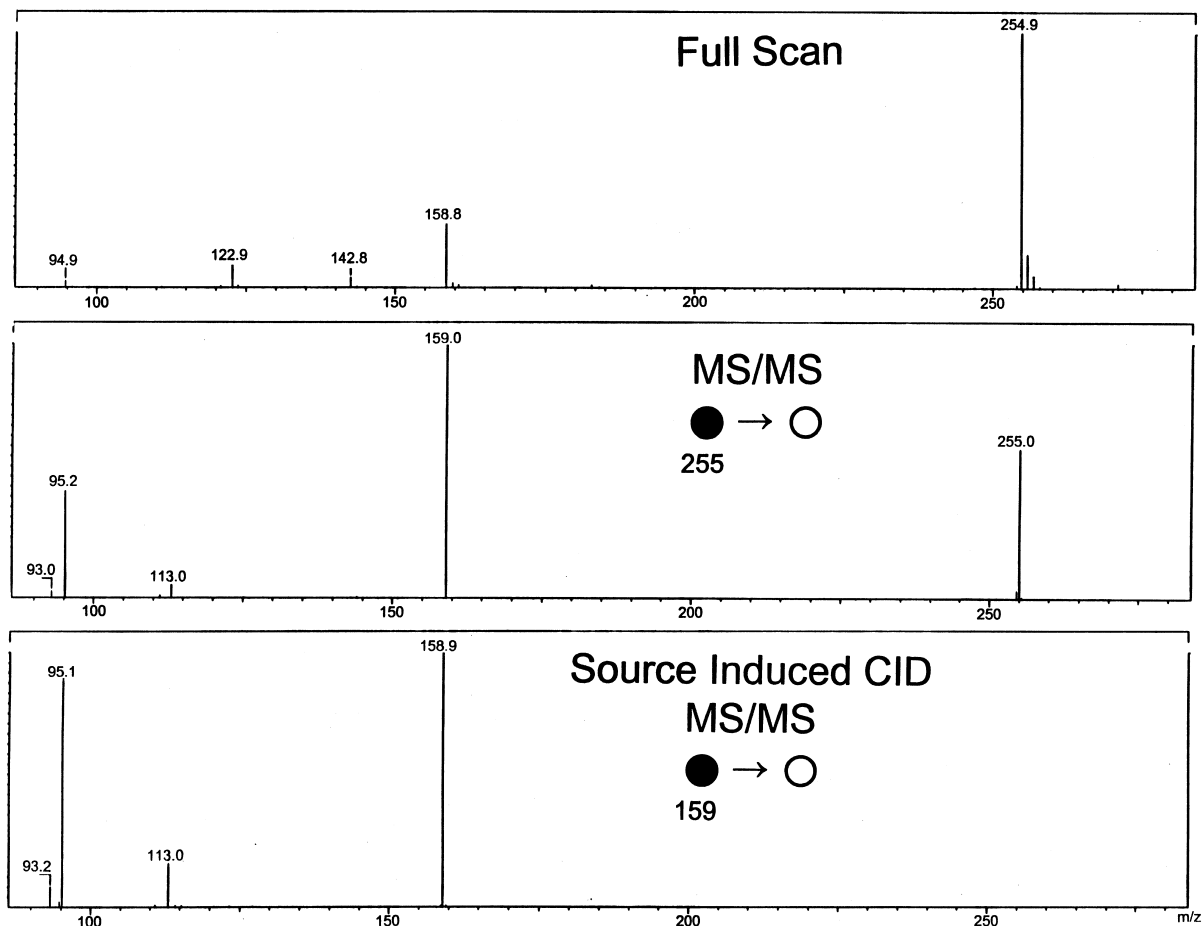 254.9
Full Scan
158.8
94.9 122.9 142.8
100 150 200 250
159.0
MS/MS
● → ○
255
255.0
95.2
93.0 113.0
100 150 200 250
158.9
95.1
Source Induced CID
MS/MS
● → ○
159
93.2 113.0
100 150 200 250 m/z